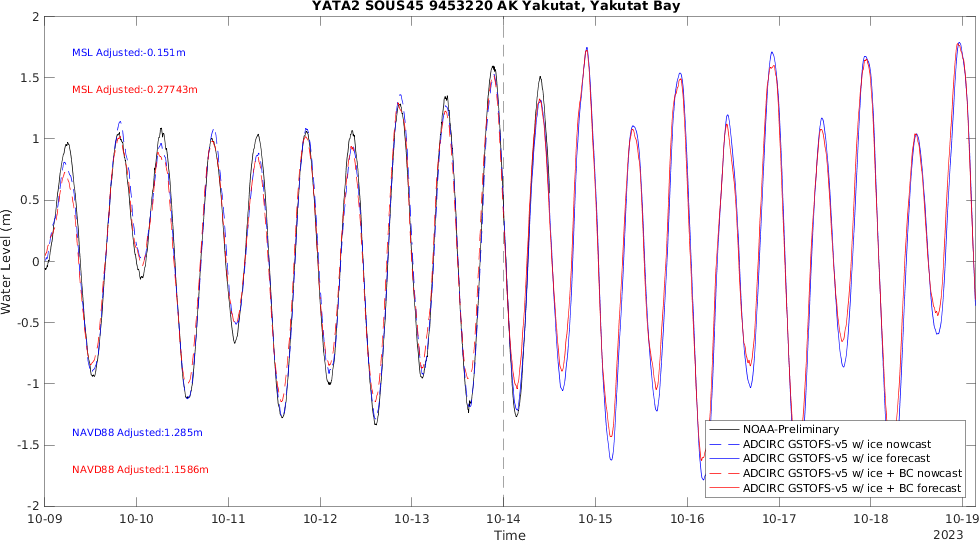 YATA2 SOUS45 9453220 AK Yakutat, Yakutat Bay
2
1.5
1
0.5
0
-0.5
-1
-1.5
-2
Water Level (m)
MSL Adjusted:-0.151m
MSL Adjusted:-0.27743m
NAVD88 Adjusted:1.285m
NAVD88 Adjusted:1.1586m
NOAA-Preliminary
ADCIRC GSTOFS-v5 w/ ice nowcast
ADCIRC GSTOFS-v5 w/ ice forecast
ADCIRC GSTOFS-v5 w/ ice + BC nowcast
ADCIRC GSTOFS-v5 w/ ice + BC forecast
10-09 10-10 10-11 10-12 10-13 10-14 10-15 10-16 10-17 10-18 10-19
Time
2023